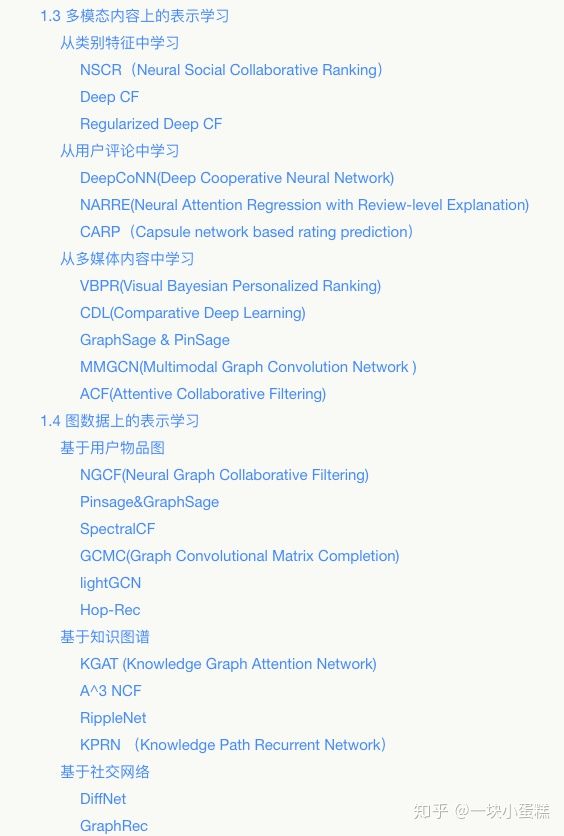 1.3 多模态内容上的表示学习
从类别特征中学习
NSCR（Neural Social Collaborative Ranking）
Deep CF
Regularized Deep CF
从用户评论中学习
DeepCoNN(Deep Cooperative Neural Network)
NARRE(Neural Attention Regression with Review-level Explanation)
CARP（Capsule network based rating prediction）
从多媒体内容中学习
VBPR(Visual Bayesian Personalized Ranking)
CDL(Comparative Deep Learning)
GraphSage & PinSage
MMGCN(Multimodal Graph Convolution Network )
ACF(Attentive Collaborative Filtering)
1.4 图数据上的表示学习
基于用户物品图
NGCF(Neural Graph Collaborative Filtering)
Pinsage&GraphSage
SpectralCF
GCMC(Graph Convolutional Matrix Completion)
lightGCN
Hop-Rec
基于知识图谱
KGAT (Knowledge Graph Attention Network)
A^3 NCF
RippleNet
KPRN （Knowledge Path Recurrent Network）
基于社交网络
DiffNet
GraphRec
知乎 @一块小蛋糕